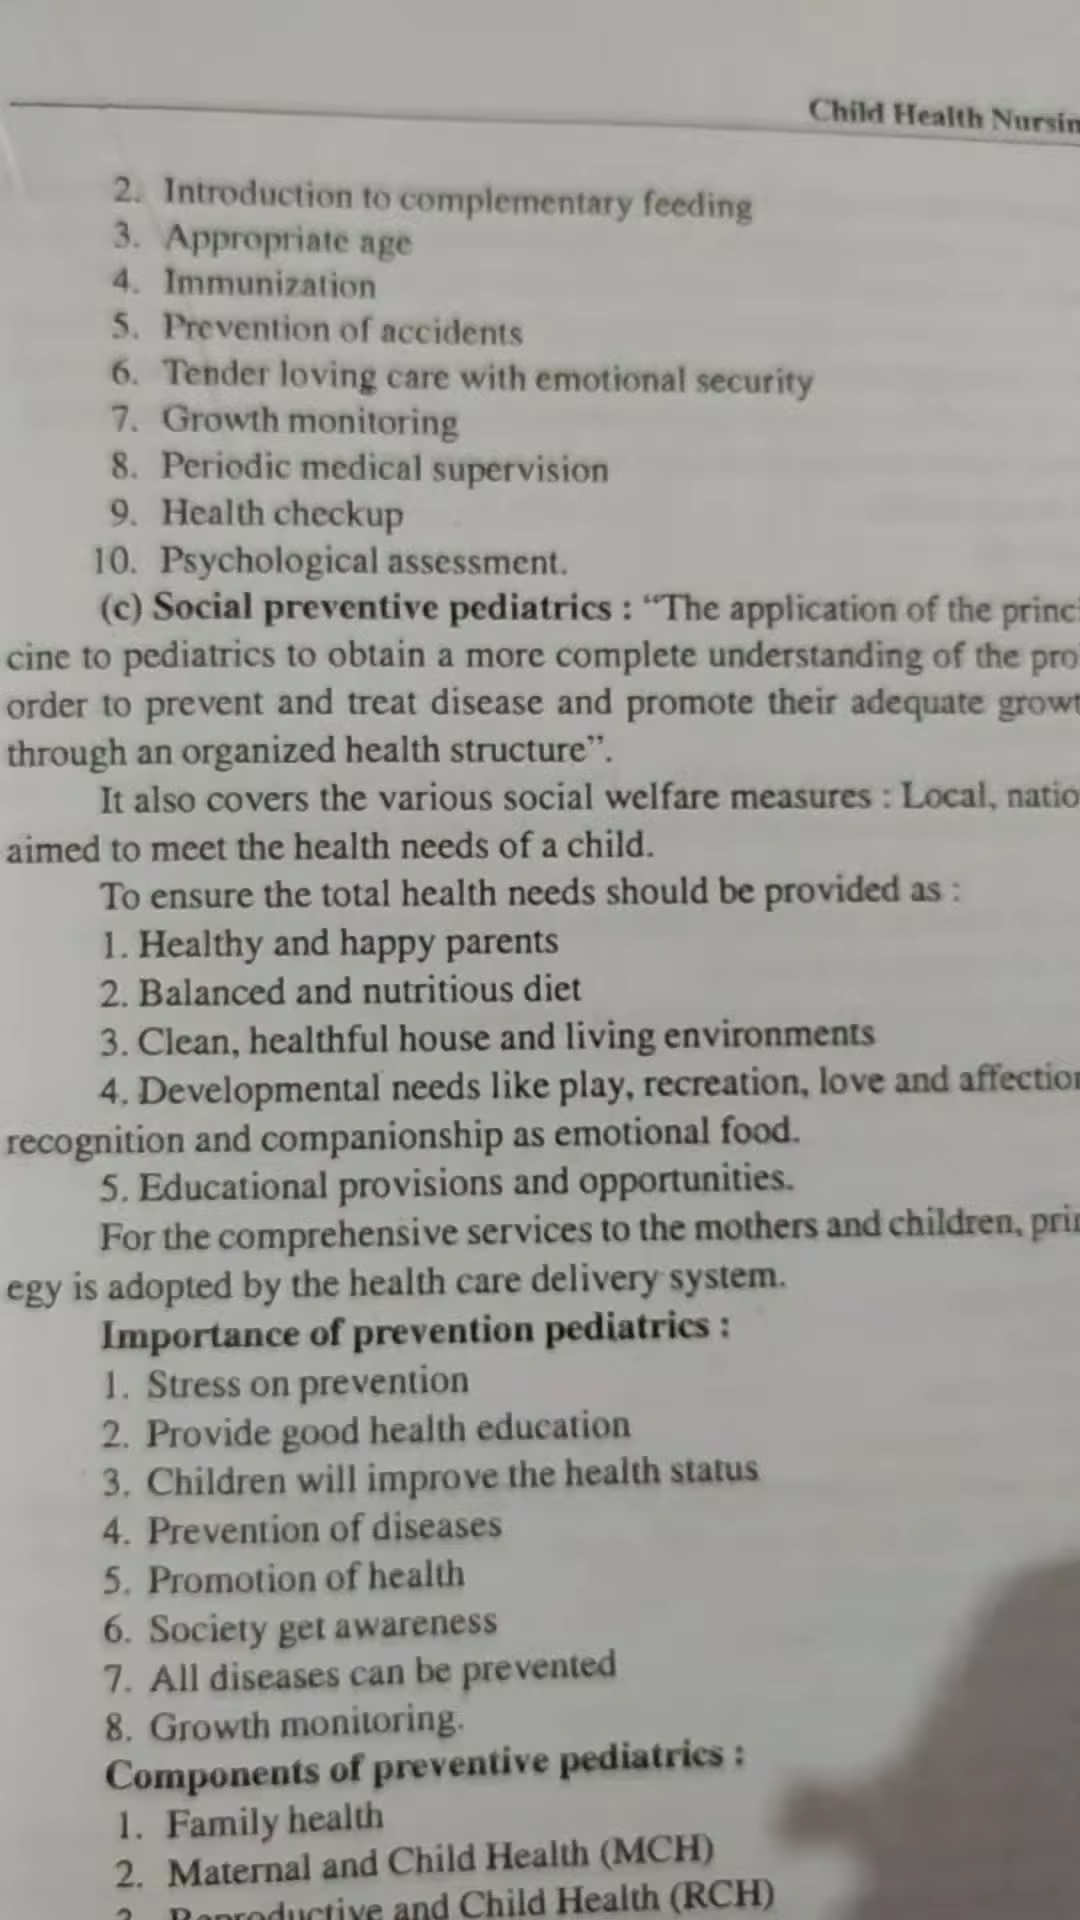 Child Health
2. Introduction to complementary feeding
3. Appropriate age
4. Immunization
5. Prevention of accidents
6. Tender loving care with emotional security
7. Growth monitoring
8. Periodic medical supervision
9. Health checkup
10. Psychological assessment.
(c) Social preventive pediatrics : “The application of the
cine to pediatrics to obtain a more complete understanding of the
order to prevent and treat disease and promote their adequate
through an organized health structure”.
It also covers the various social welfare measures : Local,
aimed to meet the health needs of a child.
To ensure the total health needs should be provided as :
1. Healthy and happy parents
2. Balanced and nutritious diet
3. Clean, healthful house and living environments
4. Developmental needs like play, recreation, love and
recognition and companionship as emotional food.
5. Educational provisions and opportunities.
For the comprehensive services to the mothers and children,
egy is adopted by the health care delivery system.
Importance of prevention pediatrics :
1. Stress on prevention
2. Provide good health education
3. Children will improve the health status
4. Prevention of diseases
5. Promotion of health
6. Society get awareness
7. All diseases can be prevented
8. Growth monitoring.
Components of preventive pediatrics :
1. Family health
2. Maternal and Child Health (MCH)
Reproductive and Child Health (RCH)